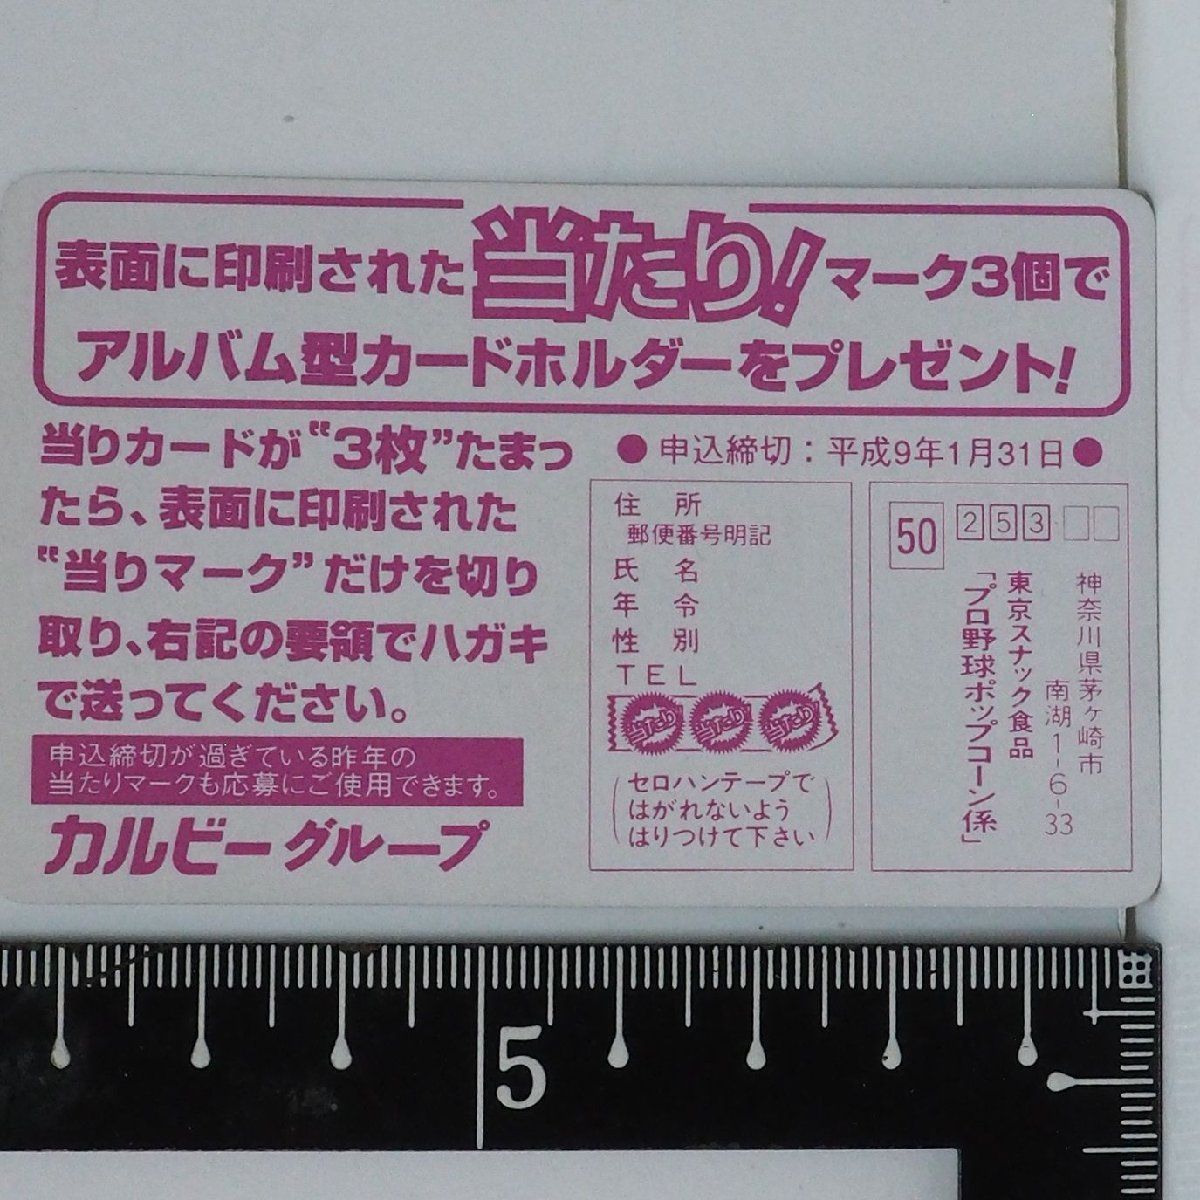 表面に印刷された当たり!マーク3個で
アルバム型カードホルダーをプレゼント!
当りカードが“3枚”たまっ
たら、表面に印刷された
“当りマーク”だけを切り
取り、右記の要領でハガキ
で送ってください。
申込締切が過ぎている昨年の
当たりマークも応募にご使用できます。
カルビーグループ
●申込締切：平成9年1月31日●
住所
郵便番号明記
氏名
年令
性別
TEL
当たり 当たり 当たり
(セロハンテープで
はがれないよう
はりつけて下さい)
50
253
神奈川県茅ヶ崎市
南湖1-6-33
東京スナック食品
「プロ野球ポップコーン係」
5